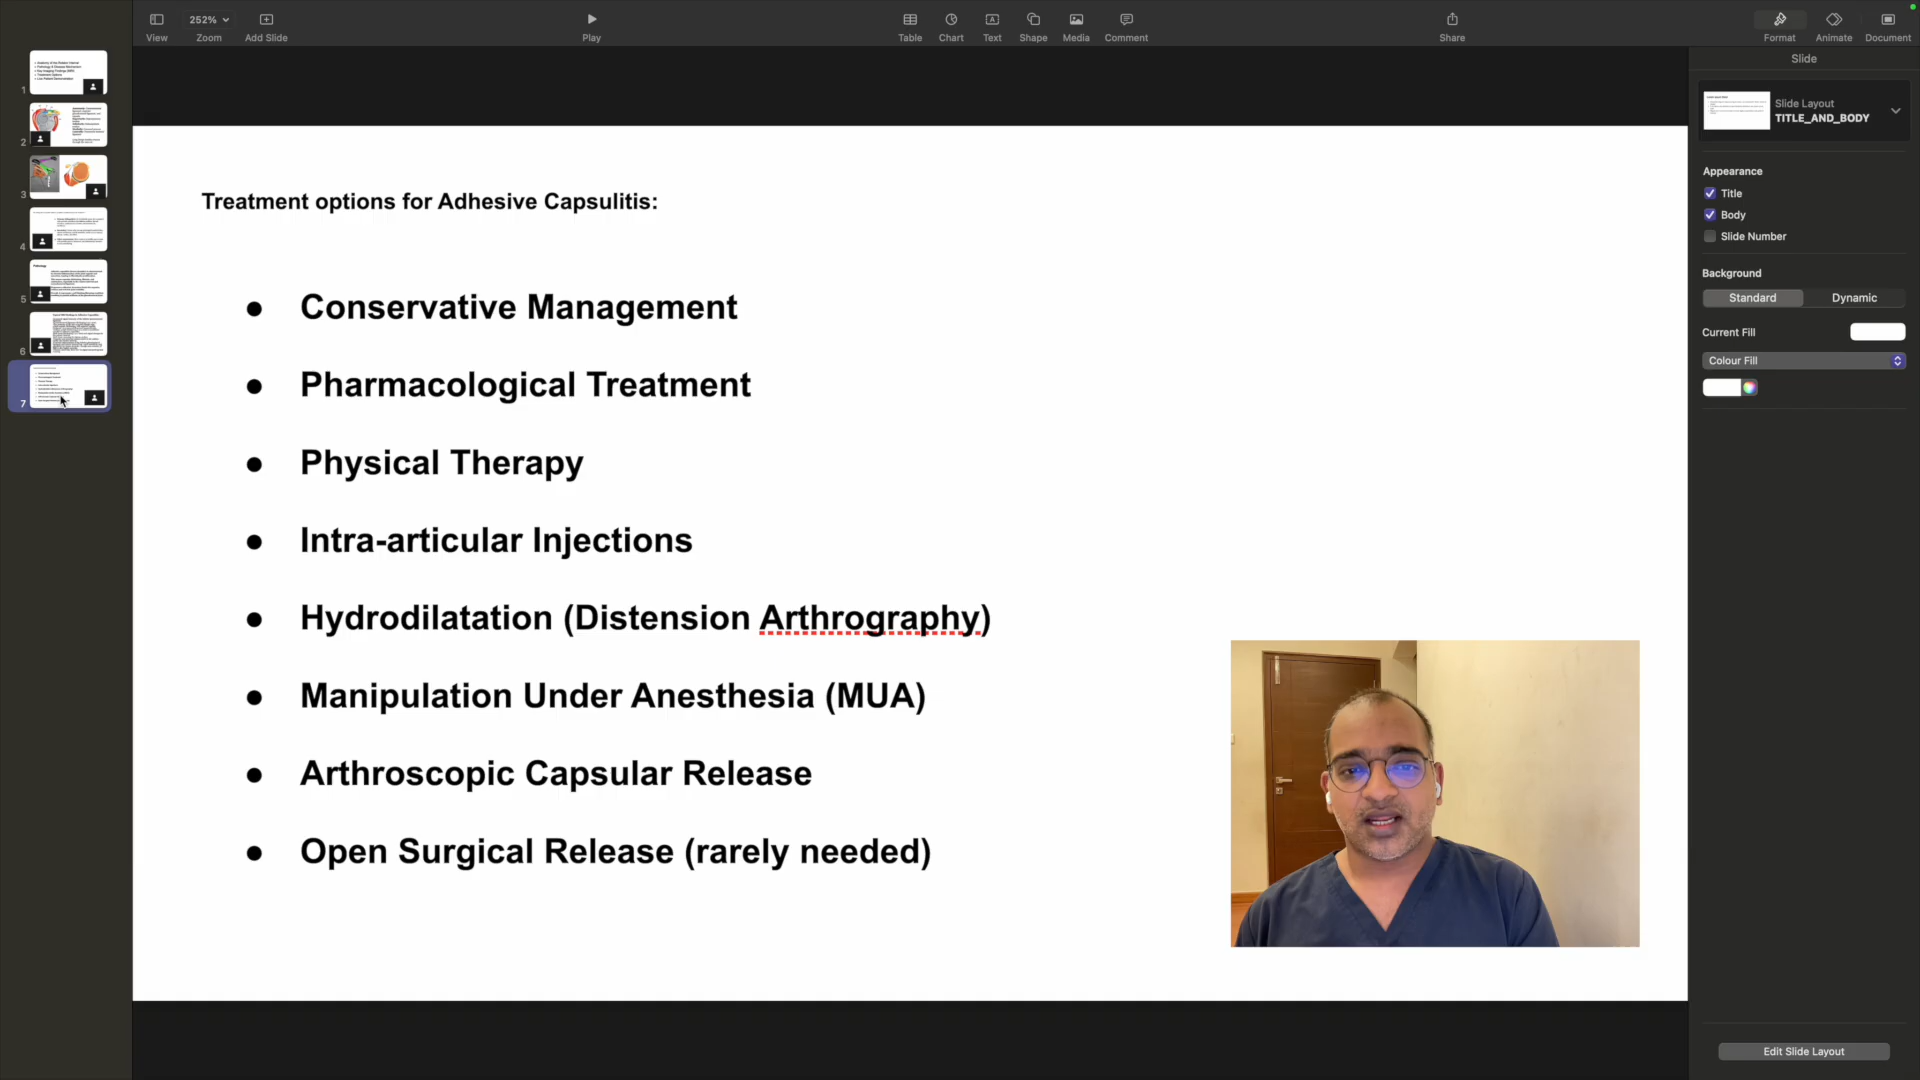 252%
View
Zoom
Add Slide
Play
Table
Chart
Text
Shape
Media
Comment
Share
Format
Animate
Document
Slide
Slide Layout
TITLE_AND_BODY
Appearance
Title
Body
Slide Number
Background
Standard
Dynamic
Current Fill
Colour Fill
Edit Slide Layout
1
2
3
4
5
6
7
Treatment options for Adhesive Capsulitis:
● Conservative Management
● Pharmacological Treatment
● Physical Therapy
● Intra-articular Injections
● Hydrodilatation (Distension Arthrography)
● Manipulation Under Anesthesia (MUA)
● Arthroscopic Capsular Release
● Open Surgical Release (rarely needed)